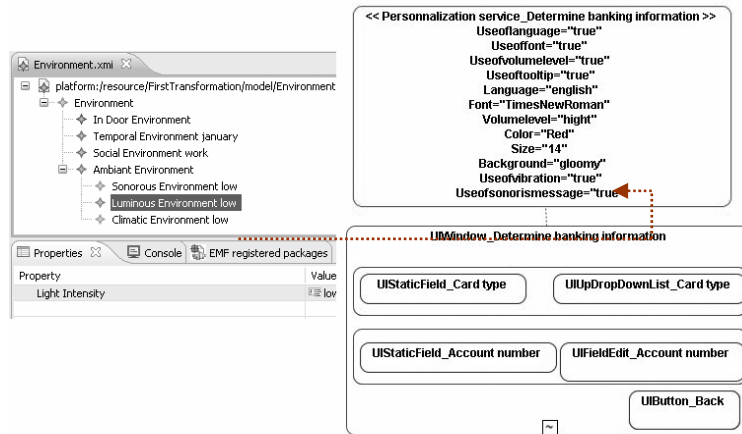 << Personnalization service_Determine banking information >>
Useoflanguage="true"
Useoffont="true"
Useofvolumelevel="true"
Useoftooltip="true"
Language="english"
Font="TimesNewRoman"
Volumelevel="hight"
Color="Red"
Size="14"
Background="gloomy"
Useofvibration="true"
Useofsonorismessage="true"
Environment.xmi
platform:/resource/FirstTransformation/model/Environment
Environment
In Door Environment
Temporal Environment january
Social Environment work
Ambiant Environment
Sonorous Environment low
Luminous Environment low
Climatic Environment low
Properties Console EMF registered packages
Property Value
Light Intensity low
UIWindow_Determine banking information
UIStaticField_Card type
UIUpDropDownList_Card type
UIStaticField_Account number
UIFieldEdit_Account number
UIButton_Back
~